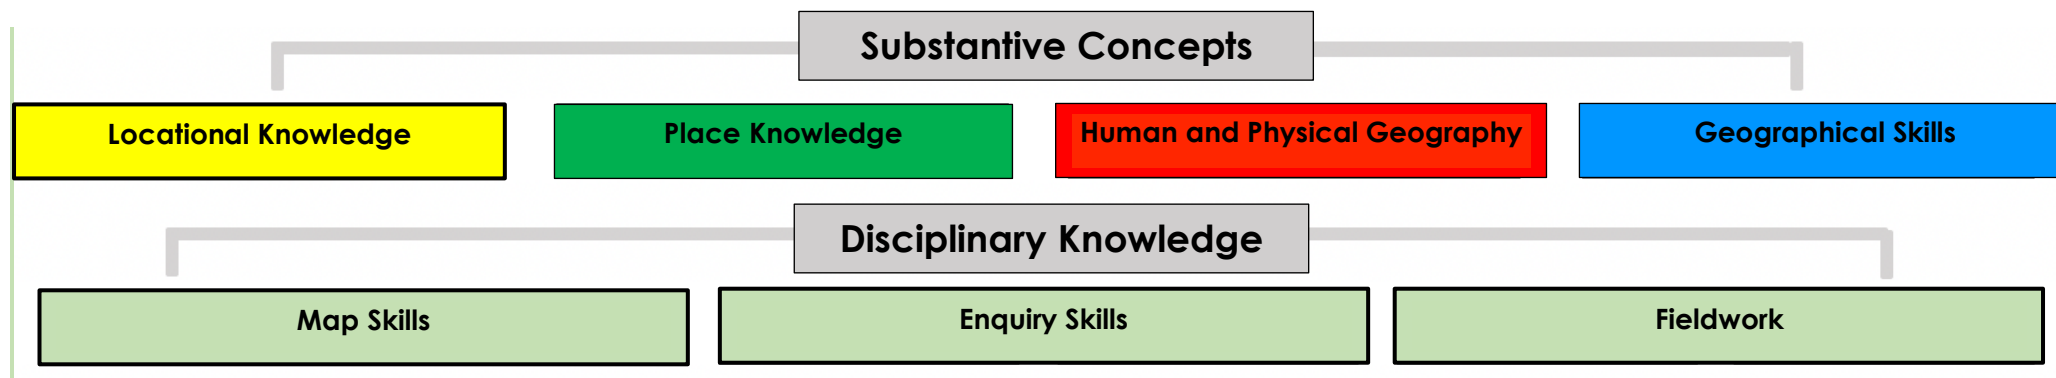 Substantive Concepts
Locational Knowledge
Place Knowledge
Human and Physical Geography
Geographical Skills
Disciplinary Knowledge
Map Skills
Enquiry Skills
Fieldwork